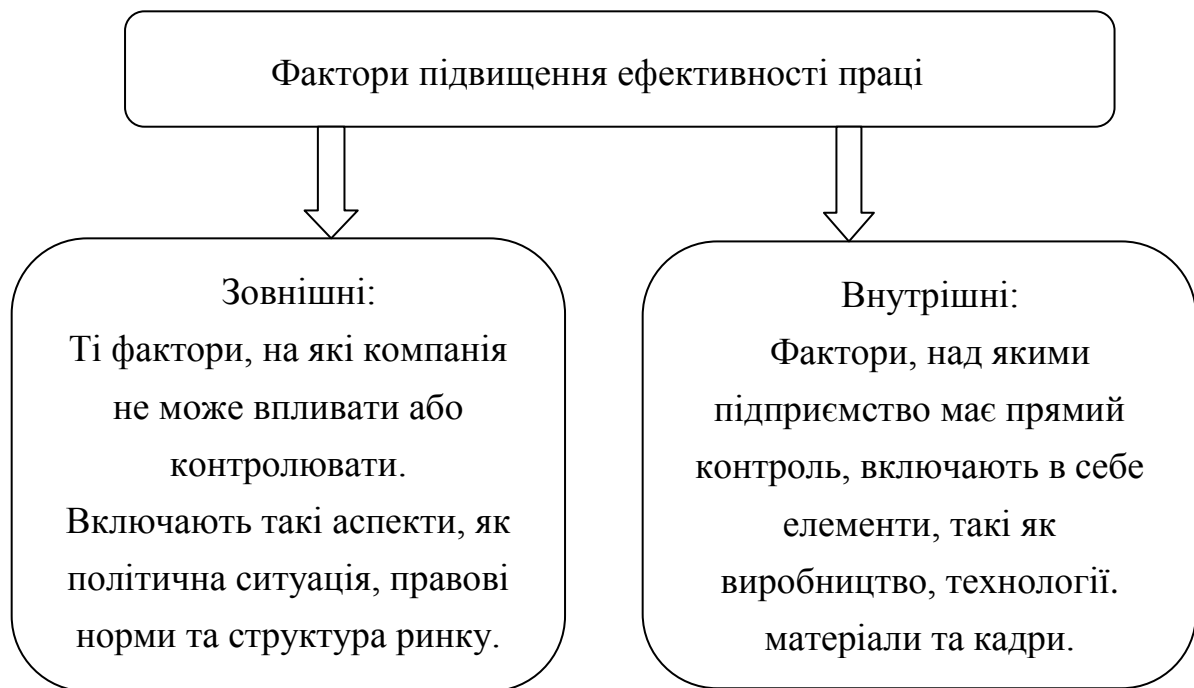 Фактори підвищення ефективності праці
Зовнішні:
Ті фактори, на які компанія
не може впливати або
контролювати.
Включають такі аспекти, як
політична ситуація, правові
норми та структура ринку.
Внутрішні:
Фактори, над якими
підприємство має прямий
контроль, включають в себе
елементи, такі як
виробництво, технології.
матеріали та кадри.